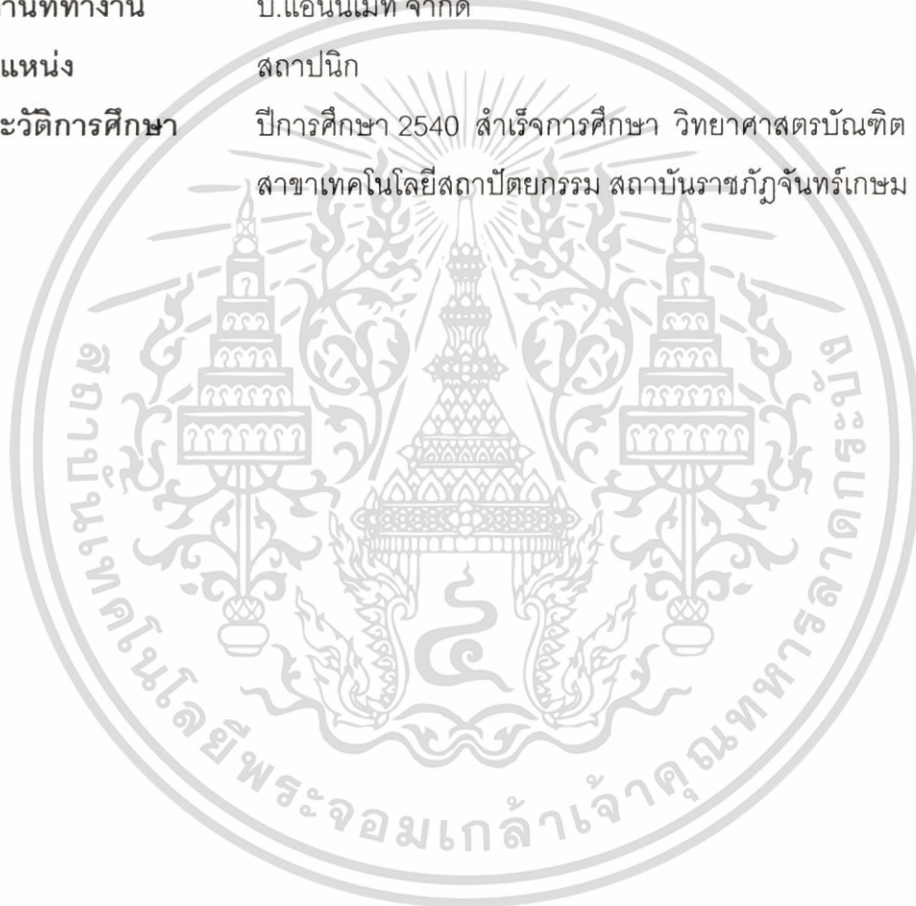 านที่ทำงาน บ.แอนนิเมท จำกัด
แหน่ง สถาปนิก
ะวัติการศึกษา ปีการศึกษา 2540 สำเร็จการศึกษา วิทยาศาสตรบัณฑิต
สาขาเทคโนโลยีสถาปัตยกรรม สถาบันราชภัฏจันทร์เกษม
สถาบันเทคโนโลยีพระจอมเกล้าเจ้าคุณทหารลาดกระบัง